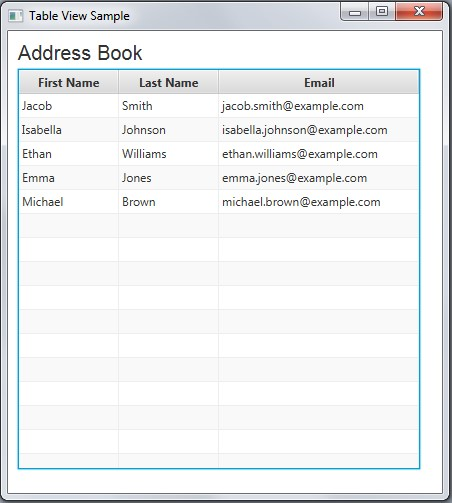 Table View Sample
Address Book
First Name Last Name Email
Jacob Smith jacob.smith@example.com
Isabella Johnson isabella.johnson@example.com
Ethan Williams ethan.williams@example.com
Emma Jones emma.jones@example.com
Michael Brown michael.brown@example.com